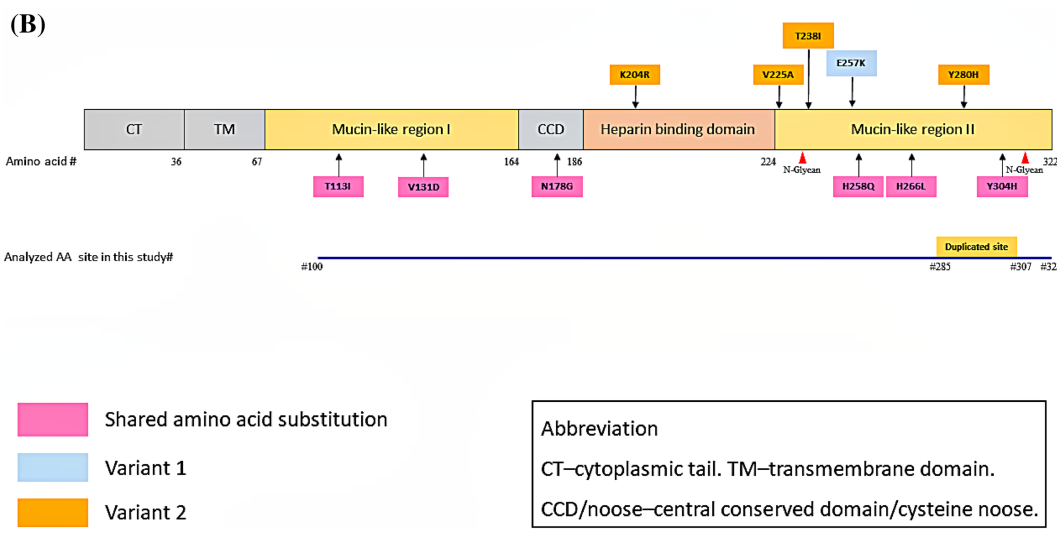 (B)
T238I
E257K
K204R V225A Y280H
CT TM Mucin-like region I CCD Heparin binding domain Mucin-like region II
Amino acid # 36 67 164 186 224 322
N-Glycan N-Glycan
T113I V131D N178G H258Q H266L Y304H
Duplicated site
Analyzed AA site in this study#
#100 #285 #307 #32
Shared amino acid substitution
Variant 1
Variant 2
Abbreviation
CT–cytoplasmic tail. TM–transmembrane domain.
CCD/noose–central conserved domain/cysteine noose.